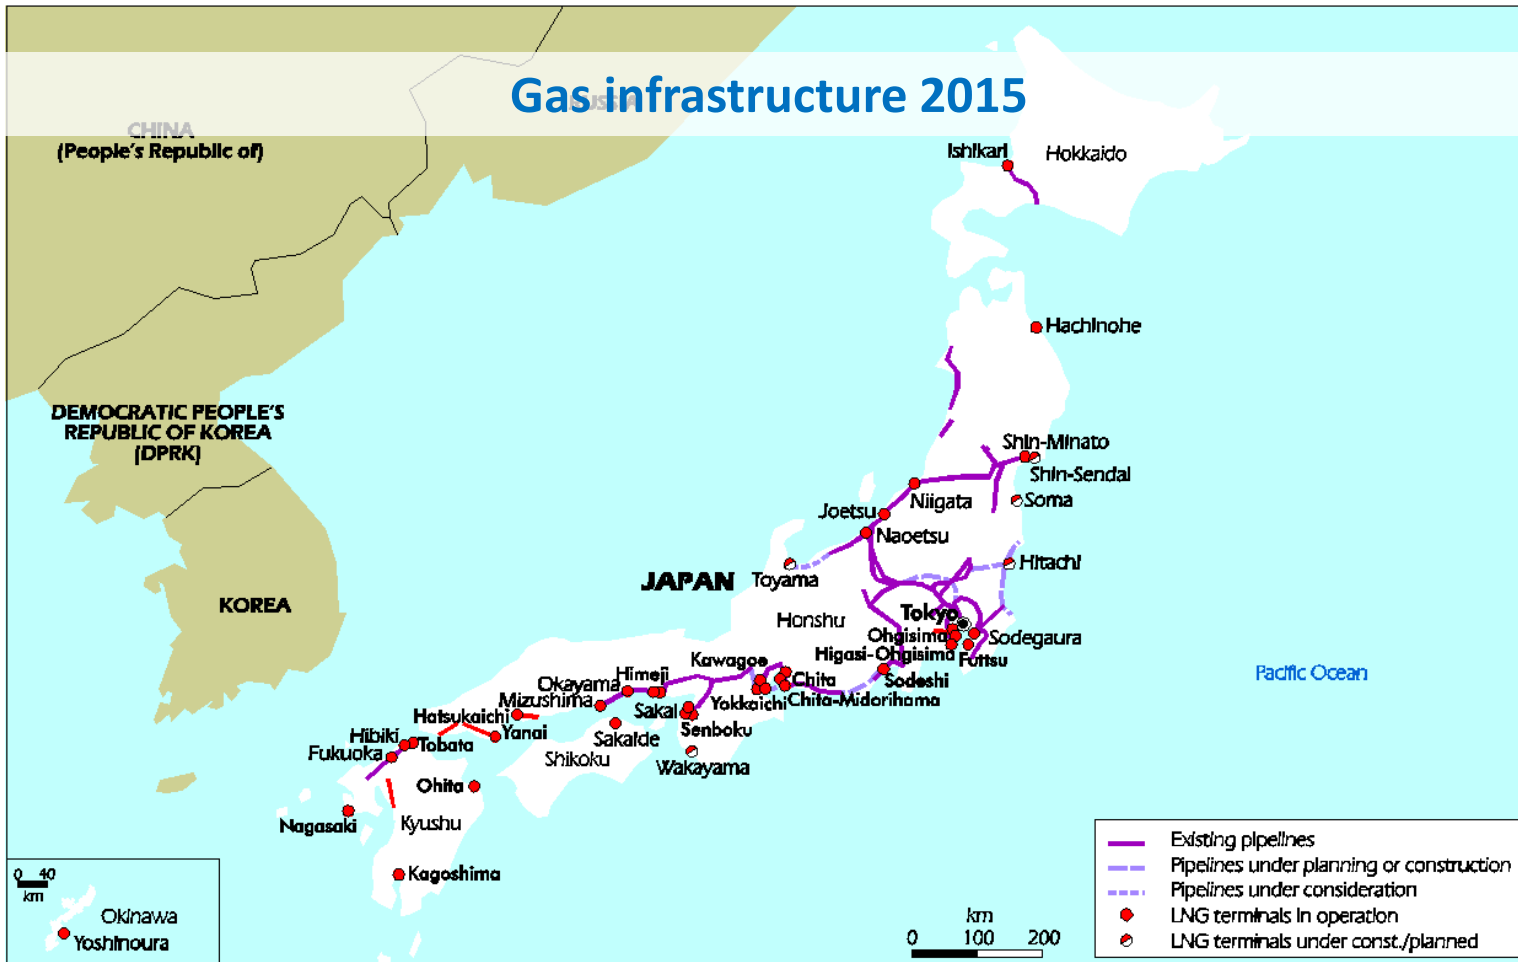 Gas infrastructure 2015
RUSSIA
CHINA
(People's Republic of)
Ishikari
Hokkaido
Hachinohe
DEMOCRATIC PEOPLE'S
REPUBLIC OF KOREA
(DPRK)
Shin-Minato
Shin-Sendai
Niigata
Soma
Joetsu
Naoetsu
Hitachi
Toyama
JAPAN
KOREA
Honshu
Tokyo
Ohgisima
Sodegaura
Higasi-Ohgisima
Futtsu
Kawagoe
Himeji
Okayama
Chita
Sodeshi
Mizushima
Yokkaichi
Chita-Midorihama
Pacific Ocean
Hatsukaichi
Sakai
Senboku
Yanai
Sakaide
Hibiki
Tobata
Fukuoka
Shikoku
Wakayama
Ohita
Nagasaki
Kyushu
Kagoshima
0 40
km
Okinawa
Yoshinoura
km
0 100 200
Existing pipelines
Pipelines under planning or construction
Pipelines under consideration
LNG terminals in operation
LNG terminals under const./planned